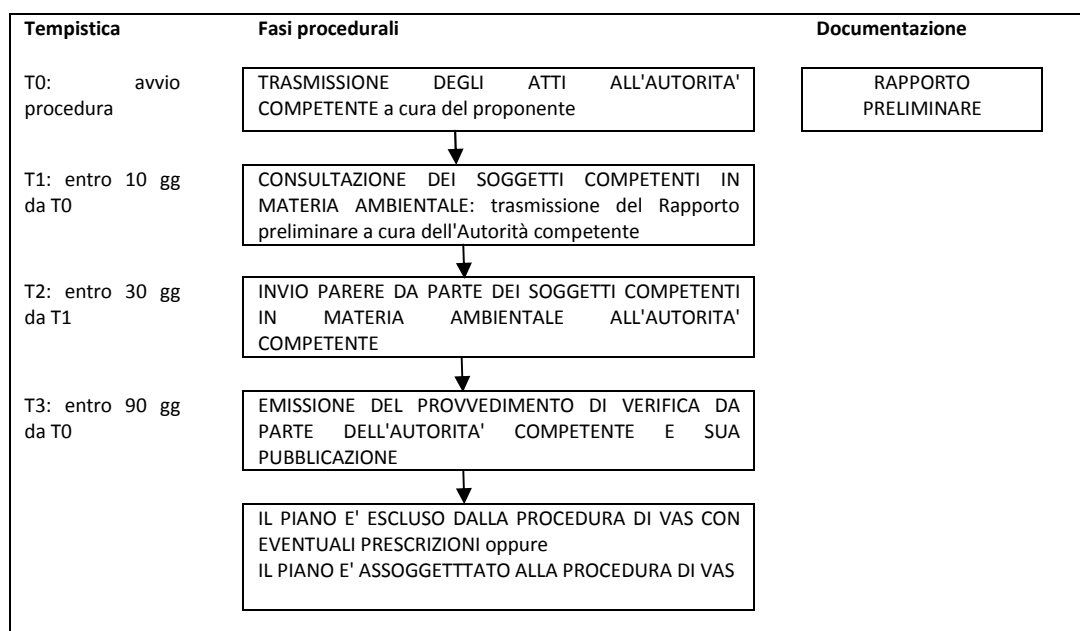 Tempistica Fasi procedurali Documentazione
T0: avvio
procedura
TRASMISSIONE DEGLI ATTI ALL'AUTORITA'
COMPETENTE a cura del proponente
RAPPORTO
PRELIMINARE
T1: entro 10 gg
da T0
CONSULTAZIONE DEI SOGGETTI COMPETENTI IN
MATERIA AMBIENTALE: trasmissione del Rapporto
preliminare a cura dell'Autorità competente
T2: entro 30 gg
da T1
INVIO PARERE DA PARTE DEI SOGGETTI COMPETENTI
IN MATERIA AMBIENTALE ALL'AUTORITA'
COMPETENTE
T3: entro 90 gg
da T0
EMISSIONE DEL PROVVEDIMENTO DI VERIFICA DA
PARTE DELL'AUTORITA' COMPETENTE E SUA
PUBBLICAZIONE
IL PIANO E' ESCLUSO DALLA PROCEDURA DI VAS CON
EVENTUALI PRESCRIZIONI oppure
IL PIANO E' ASSOGGETTTATO ALLA PROCEDURA DI VAS